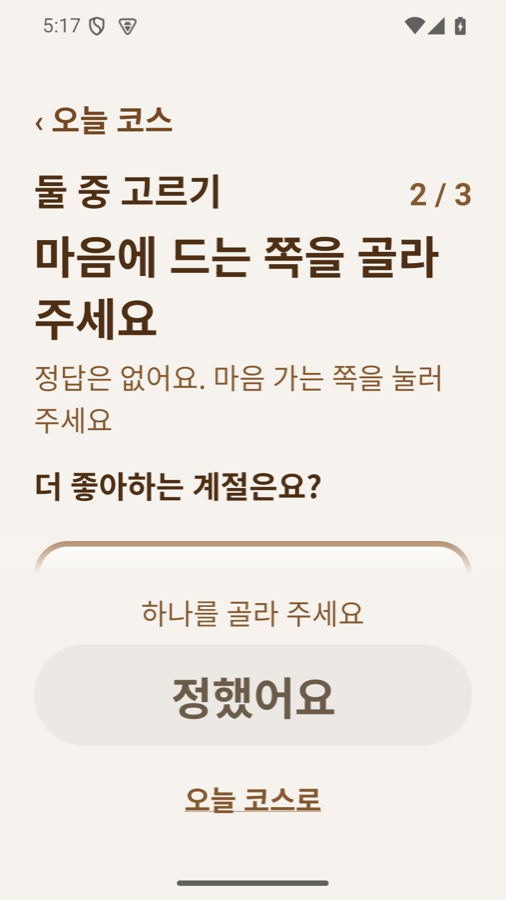 5:17
‹ 오늘 코스
둘 중 고르기
2 / 3
마음에 드는 쪽을 골라
주세요
정답은 없어요. 마음 가는 쪽을 눌러
주세요
더 좋아하는 계절은요?
하나를 골라 주세요
정했어요
오늘 코스로